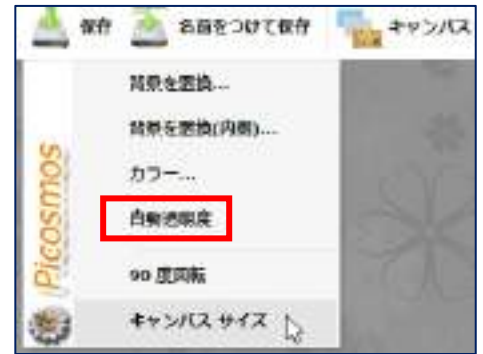 保存 名前をつけて保存 キャンバス
背景を置換...
背景を置換(内側)...
カラー...
自動透明度
90 度回転
キャンバス サイズ
Picosmos